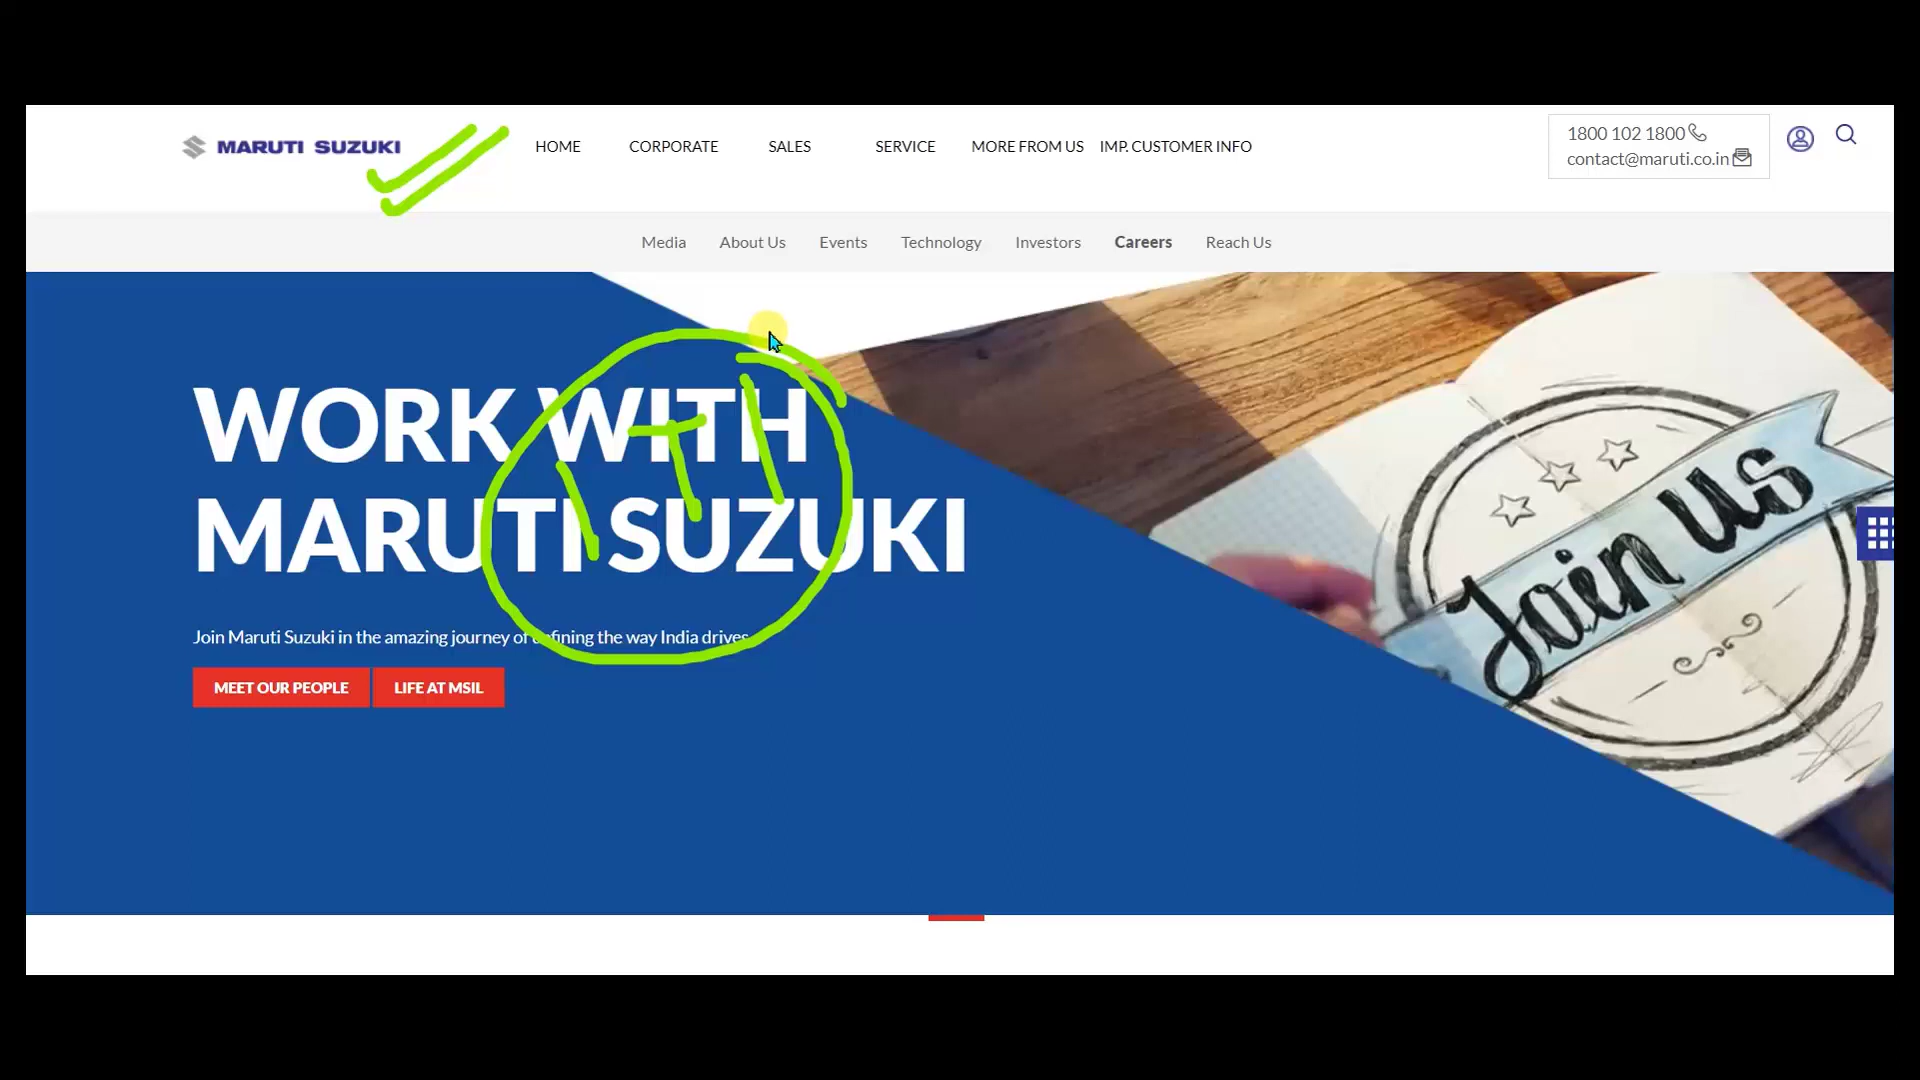 MARUTI SUZUKI
HOME CORPORATE SALES SERVICE MORE FROM US IMP. CUSTOMER INFO
1800 102 1800
contact@maruti.co.in
Media About Us Events Technology Investors Careers Reach Us
WORK WITH
MARUTI SUZUKI
ITI
Join Maruti Suzuki in the amazing journey of defining the way India drives
MEET OUR PEOPLE LIFE AT MSIL
Join us